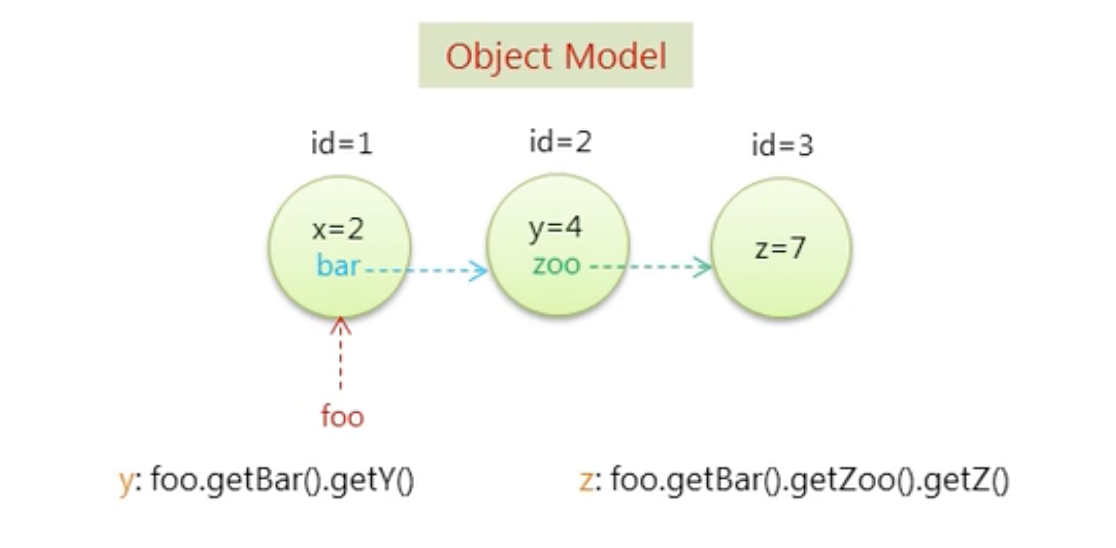 Object Model
id=1 id=2 id=3
x=2 y=4 z=7
bar zoo
foo
y: foo.getBar().getY() z: foo.getBar().getZoo().getZ()